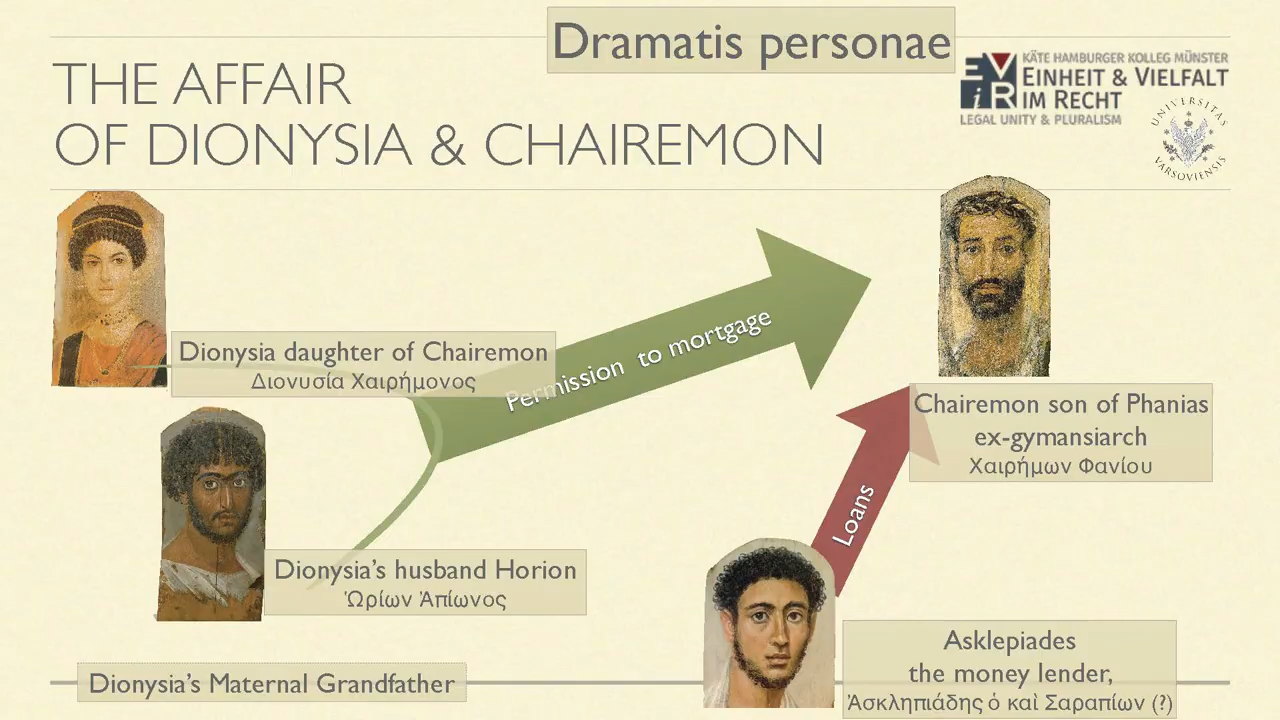 Dramatis personae
THE AFFAIR
OF DIONYSIA & CHAIREMON
EViR
KÄTE HAMBURGER KOLLEG MÜNSTER
EINHEIT & VIELFALT
IM RECHT
LEGAL UNITY & PLURALISM
UNIVERSITAS
VARSOVIENSIS
Dionysia daughter of Chairemon
Διονυσία Χαιρήμονος
Permission to mortgage
Chairemon son of Phanias
ex-gymansiarch
Χαιρήμων Φανίου
Loans
Dionysia's husband Horion
Ὡρίων Ἀπίωνος
Asklepiades
the money lender,
Ἀσκληπιάδης ὁ καὶ Σαραπίων (?)
Dionysia's Maternal Grandfather